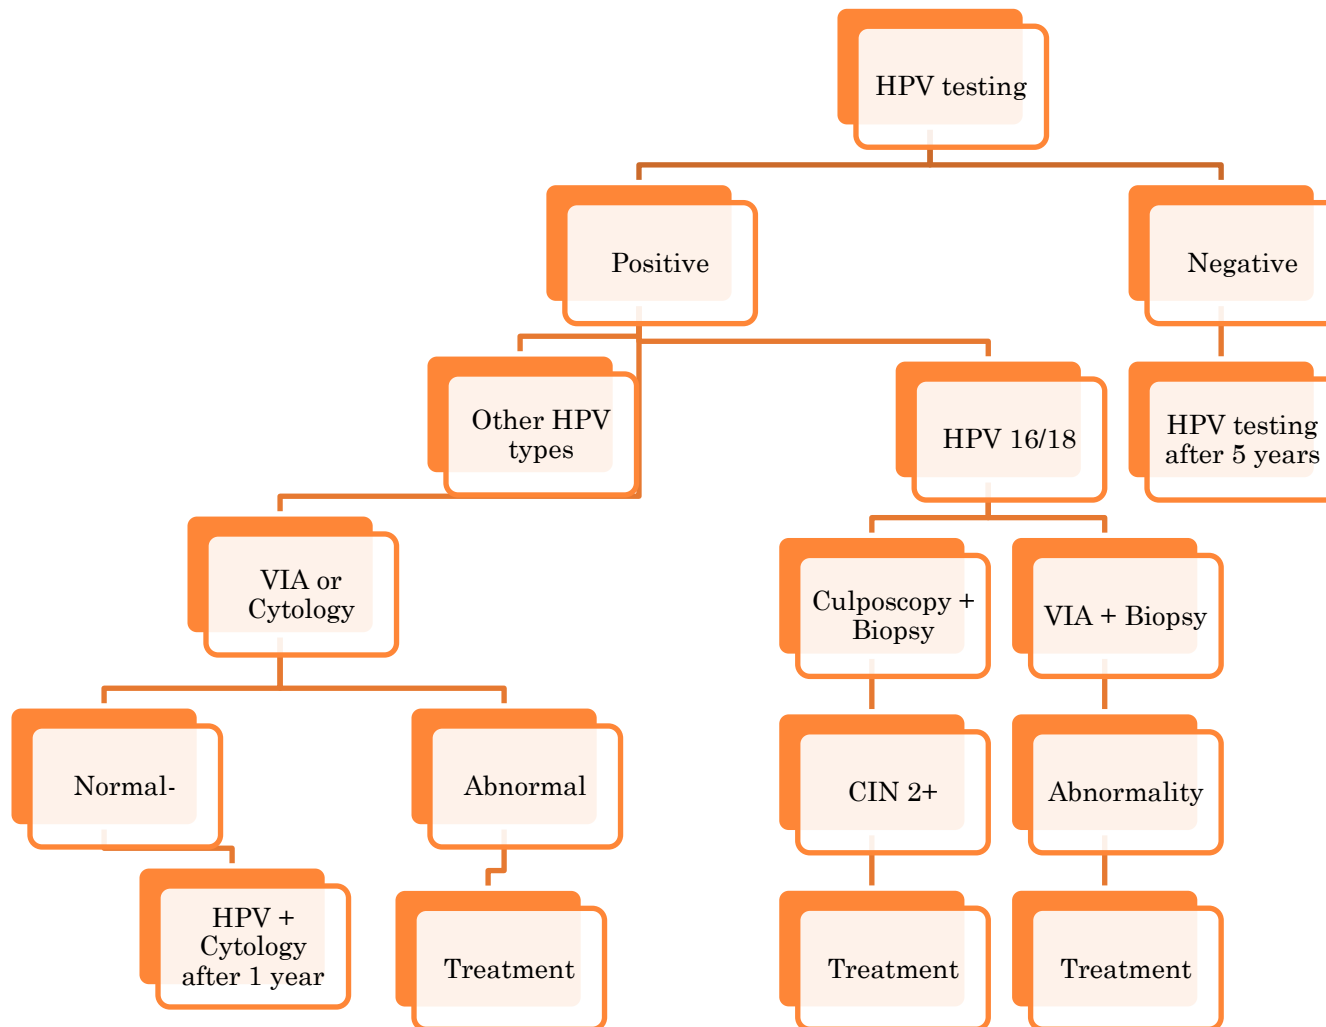 HPV testing
Positive
Negative
Other HPV
types
HPV 16/18
HPV testing
after 5 years
VIA or
Cytology
Culposcopy +
Biopsy
VIA + Biopsy
Normal-
Abnormal
CIN 2+
Abnormality
HPV +
Cytology
after 1 year
Treatment
Treatment
Treatment